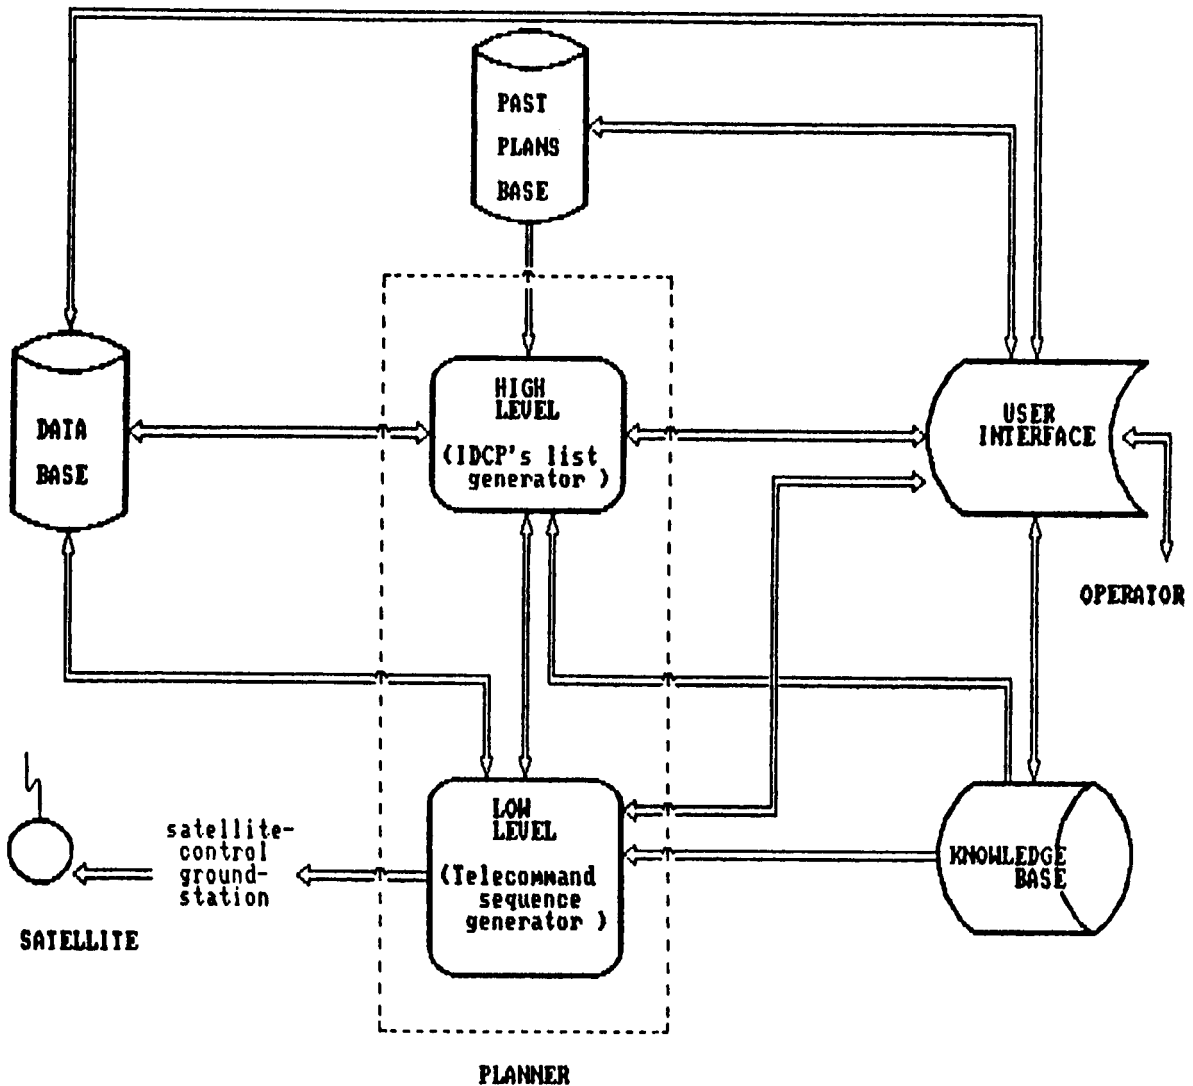 PAST
PLANS
BASE
HIGH
LEVEL
(IDCP's list
generator )
DATA
BASE
USER
INTERFACE
OPERATOR
LOW
LEVEL
(Telecommand
sequence
generator )
satellite-
control
ground-
station
KNOWLEDGE
BASE
SATELLITE
PLANNER